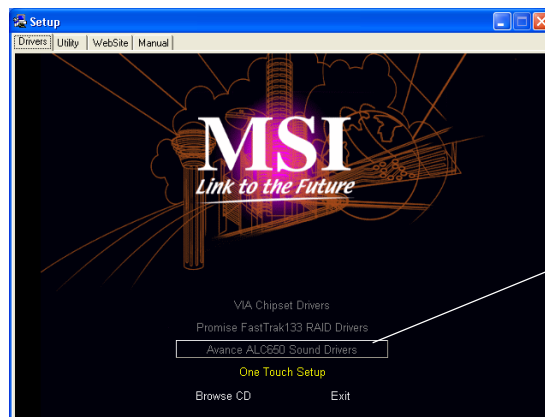 Setup
Drivers Utility WebSite Manual
MSI
Link to the Future
VIA Chipset Drivers
Promise FastTrak133 RAID Drivers
Avance ALC650 Sound Drivers
One Touch Setup
Browse CD Exit